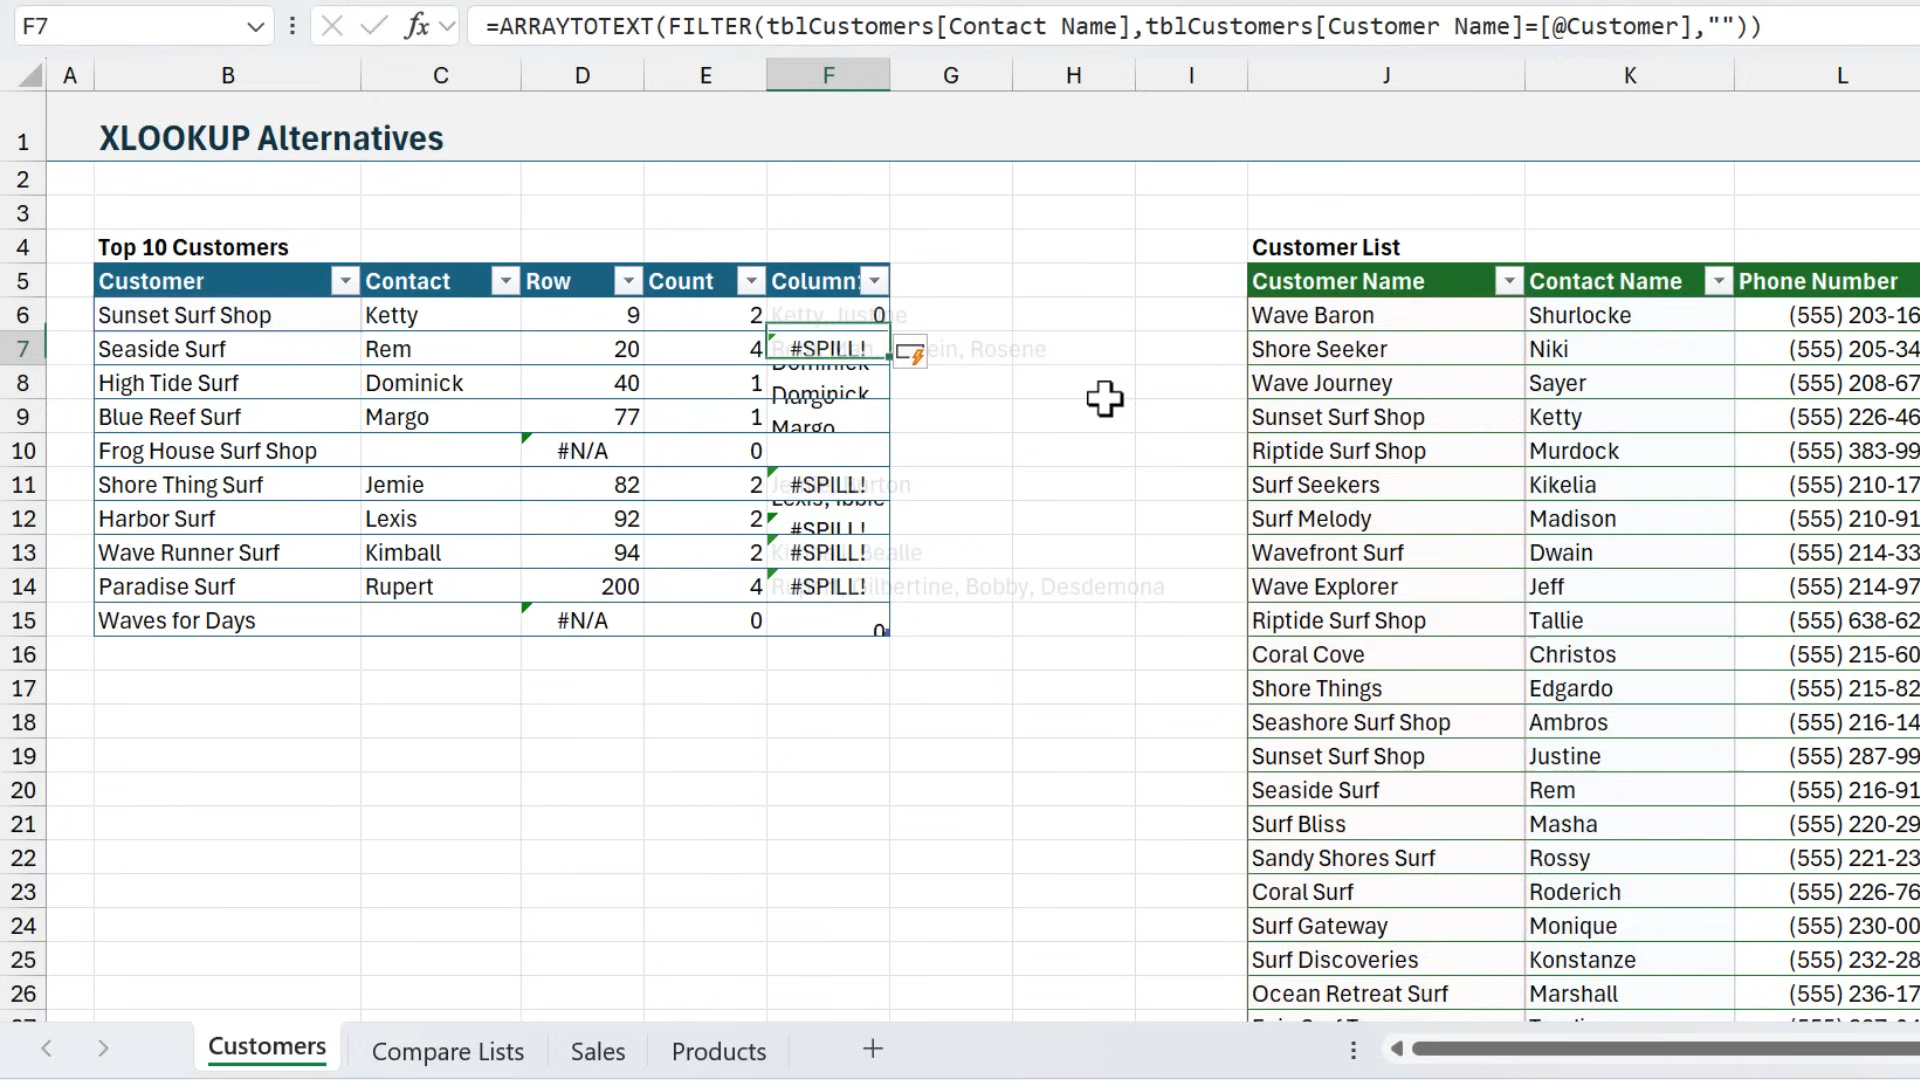 F7 fx =ARRAYTOTEXT(FILTER(tblCustomers[Contact Name],tblCustomers[Customer Name]=[@Customer],""))
A B C D E F G H I J K L
1 XLOOKUP Alternatives
2
3
4 Top 10 Customers Customer List
5 Customer Contact Row Count Column Customer Name Contact Name Phone Number
6 Sunset Surf Shop Ketty 9 2 0 Wave Baron Shurlocke (555) 203-16
7 Seaside Surf Rem 20 4 #SPILL! Rosene Shore Seeker Niki (555) 205-34
8 High Tide Surf Dominick 40 1 Dominick Wave Journey Sayer (555) 208-67
9 Blue Reef Surf Margo 77 1 Margo Sunset Surf Shop Ketty (555) 226-46
10 Frog House Surf Shop #N/A 0 Riptide Surf Shop Murdock (555) 383-99
11 Shore Thing Surf Jemie 82 2 #SPILL! Surf Seekers Kikelia (555) 210-17
12 Harbor Surf Lexis 92 2 #SPILL! Surf Melody Madison (555) 210-91
13 Wave Runner Surf Kimball 94 2 #SPILL! Wavefront Surf Dwain (555) 214-33
14 Paradise Surf Rupert 200 4 #SPILL! Bobby, Desdemona Wave Explorer Jeff (555) 214-97
15 Waves for Days #N/A 0 0 Riptide Surf Shop Tallie (555) 638-62
16 Coral Cove Christos (555) 215-60
17 Shore Things Edgardo (555) 215-82
18 Seashore Surf Shop Ambros (555) 216-14
19 Sunset Surf Shop Justine (555) 287-99
20 Seaside Surf Rem (555) 216-91
21 Surf Bliss Masha (555) 220-29
22 Sandy Shores Surf Rossy (555) 221-23
23 Coral Surf Roderich (555) 226-76
24 Surf Gateway Monique (555) 230-00
25 Surf Discoveries Konstanze (555) 232-28
26 Ocean Retreat Surf Marshall (555) 236-17
Customers Compare Lists Sales Products